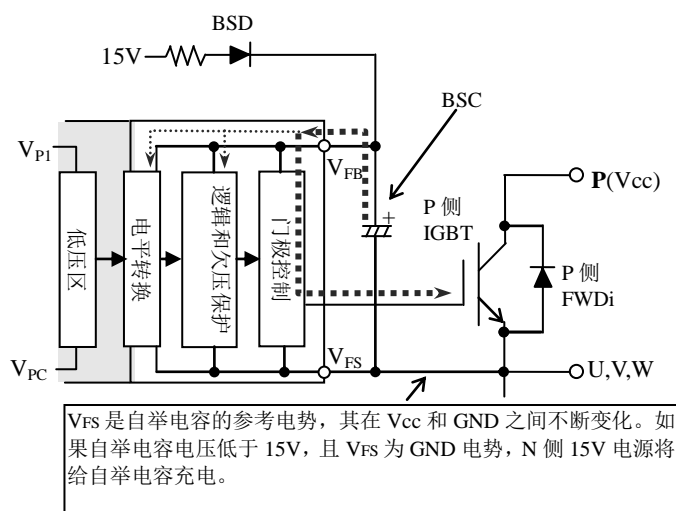 BSD
15V
BSC
VP1
VFB
P(Vcc)
P 侧
IGBT
低压区
电平转换
逻辑和欠压保护
门极控制
P 侧
FWDi
VPC
VFS
U,V,W
VFS 是自举电容的参考电势，其在 Vcc 和 GND 之间不断变化。如
果自举电容电压低于 15V，且 VFS 为 GND 电势，N 侧 15V 电源将
给自举电容充电。